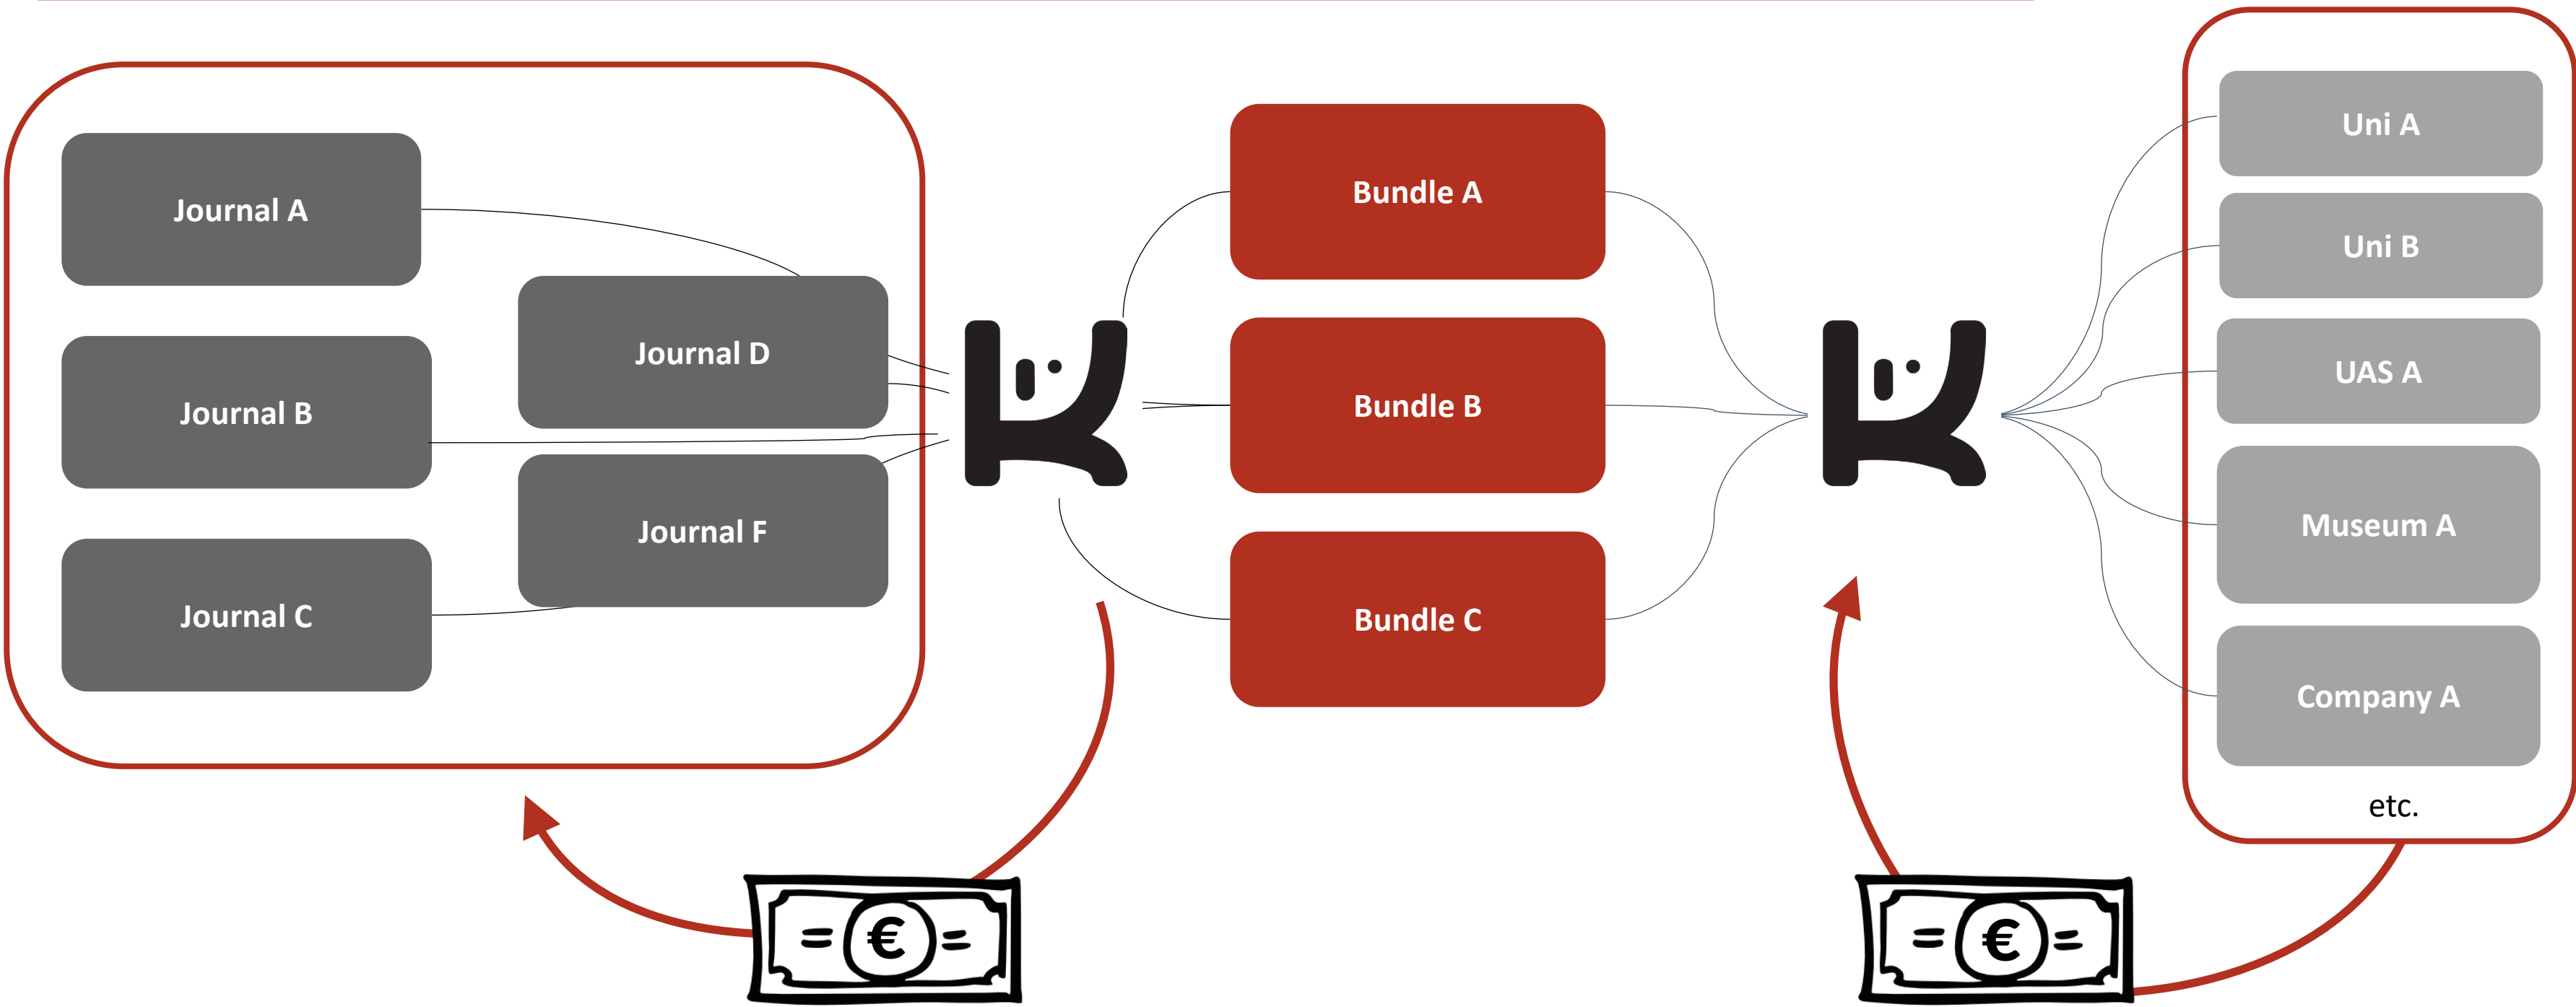 Journal A
Journal B
Journal C
Journal D
Journal F
Bundle A
Bundle B
Bundle C
Uni A
Uni B
UAS A
Museum A
Company A
etc.
= € =
= € =